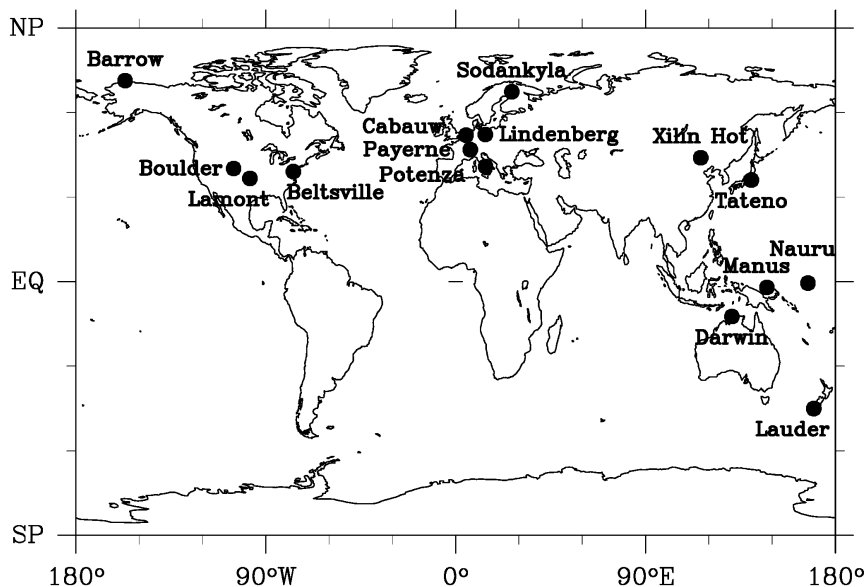 NP
Barrow
Sodankyla
Cabauw
Lindenberg
Xilin Hot
Payerne
Boulder
Potenza
Lamont
Beltsville
Tateno
Nauru
Manus
EQ
Darwin
Lauder
SP
180° 90°W 0° 90°E 180°